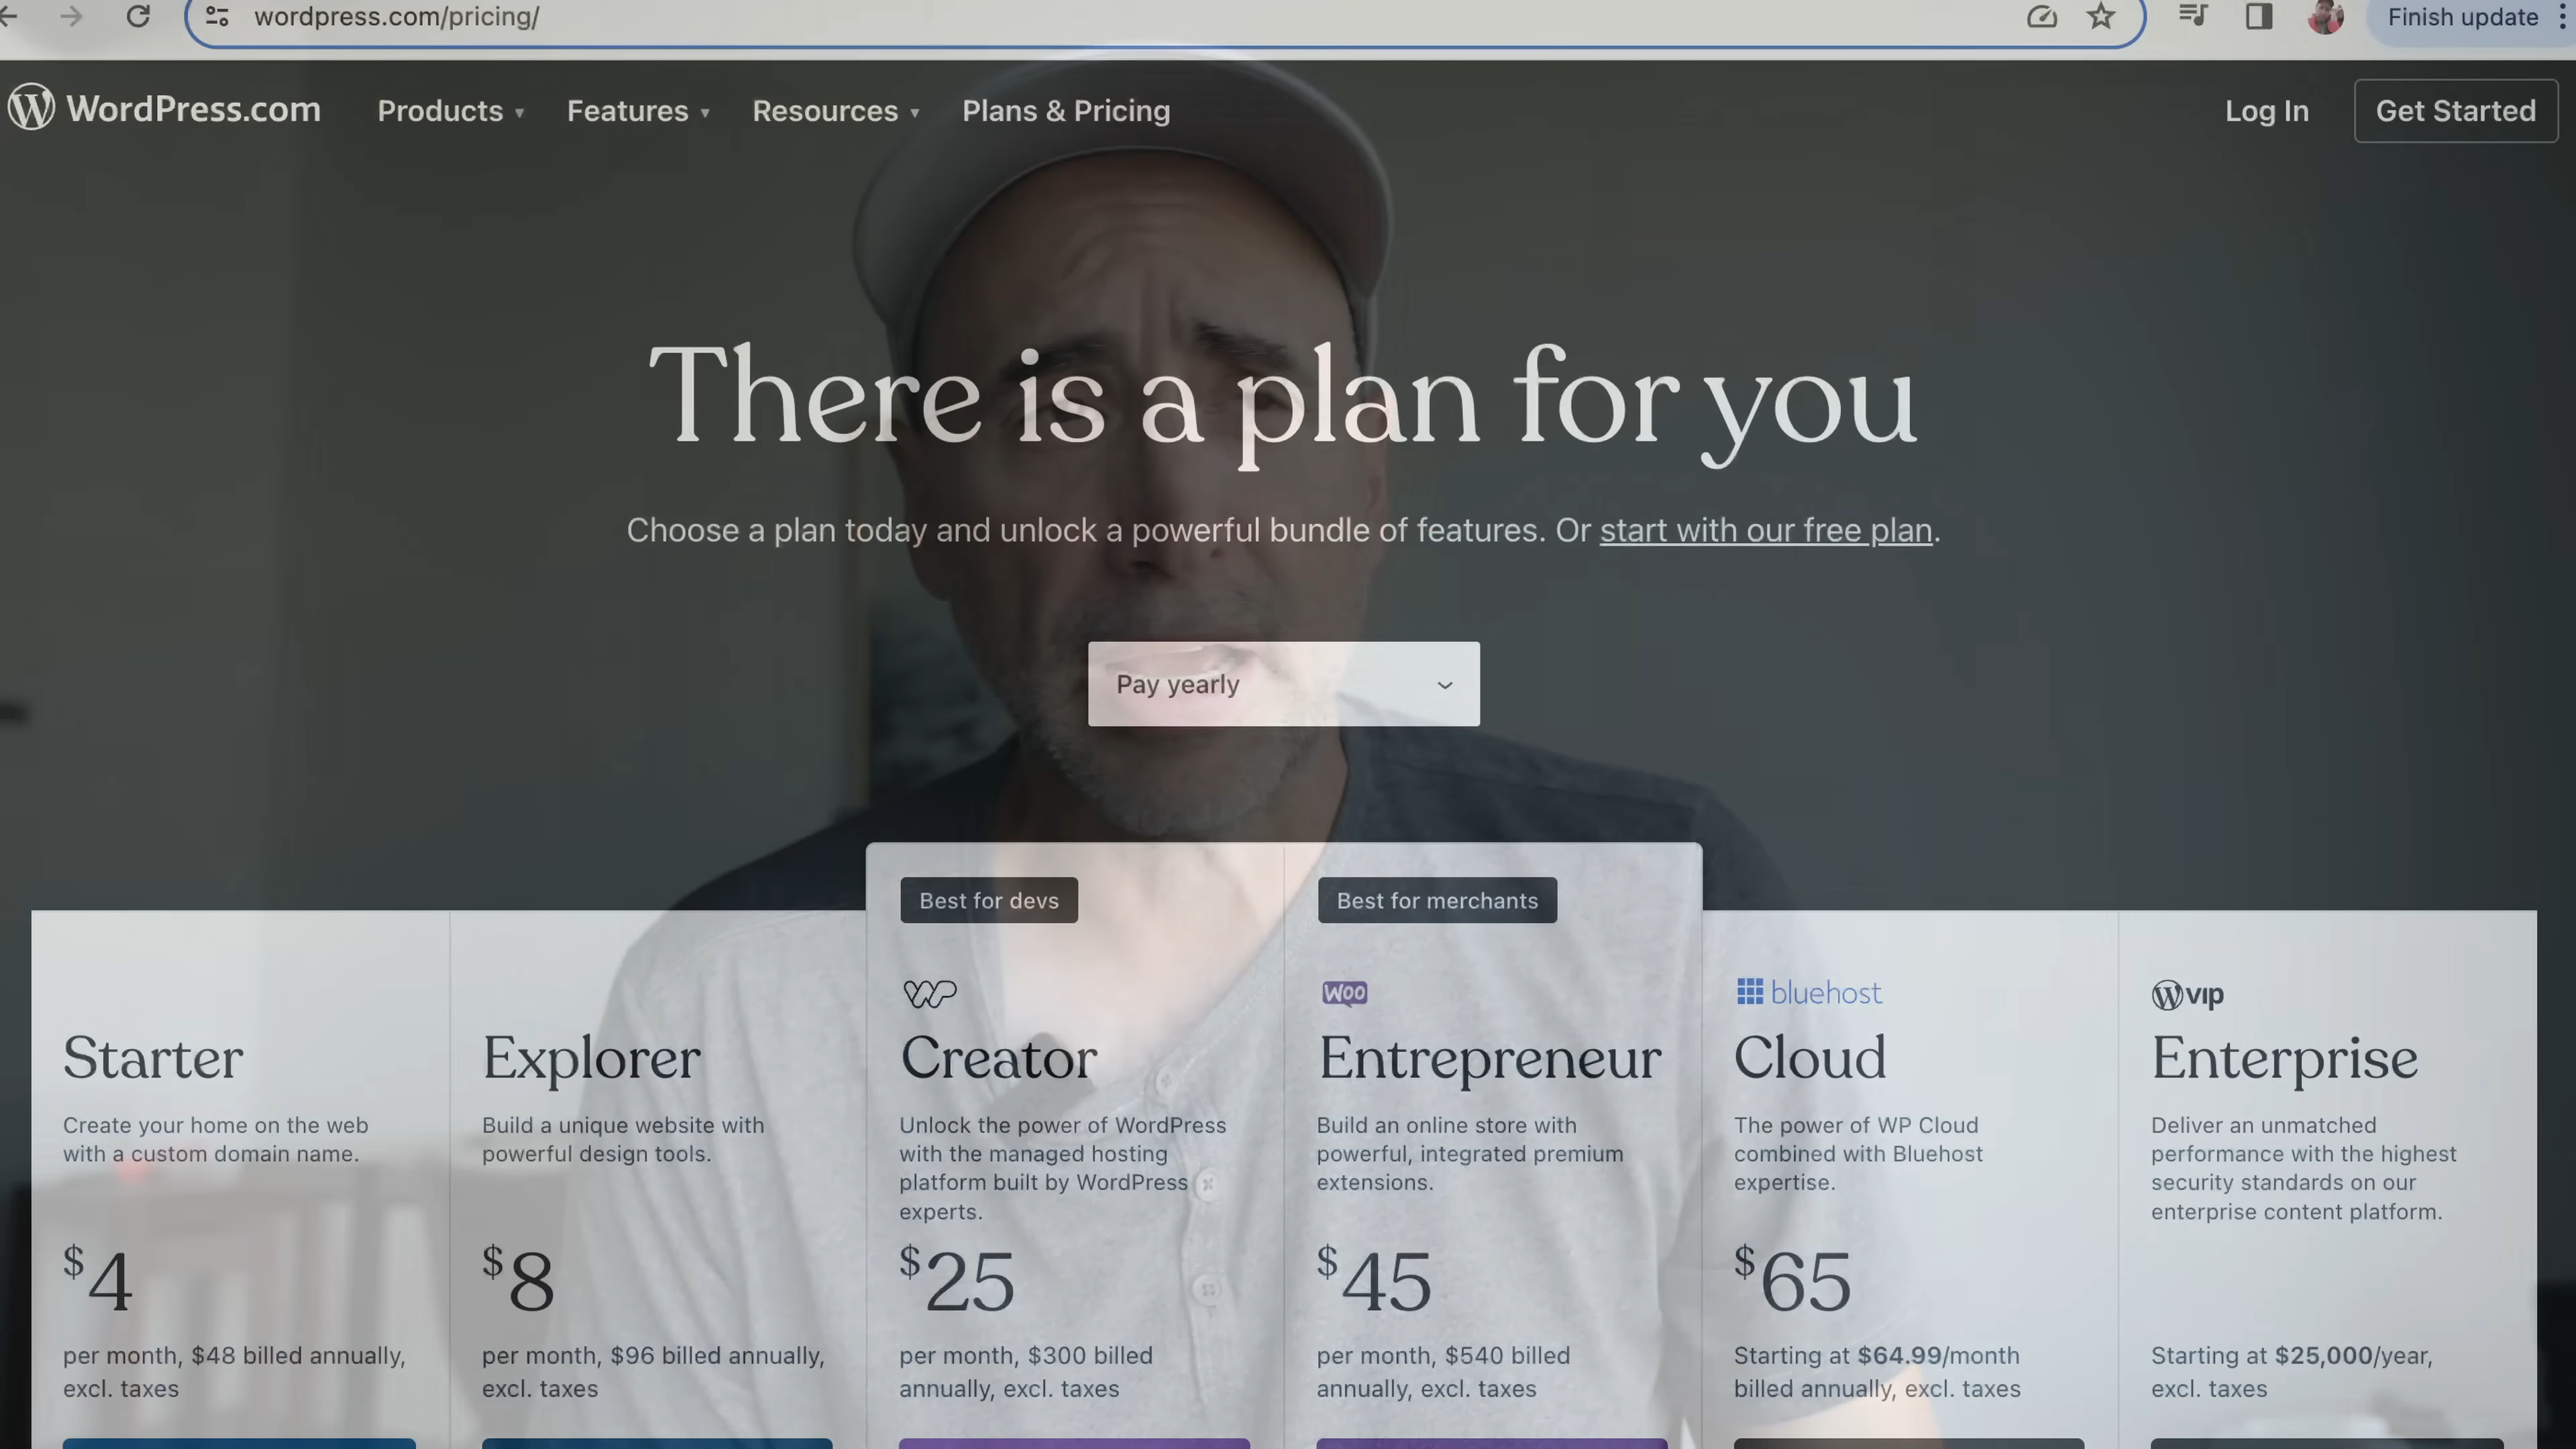 wordpress.com/pricing/
Finish update
WordPress.com
Products
Features
Resources
Plans & Pricing
Log In
Get Started
There is a plan for you
Choose a plan today and unlock a powerful bundle of features. Or start with our free plan.
Pay yearly
Starter
Create your home on the web
with a custom domain name.
$4
per month, $48 billed annually,
excl. taxes
Explorer
Build a unique website with
powerful design tools.
$8
per month, $96 billed annually,
excl. taxes
Best for devs
WP
Creator
Unlock the power of WordPress
with the managed hosting
platform built by WordPress
experts.
$25
per month, $300 billed
annually, excl. taxes
Best for merchants
Woo
Entrepreneur
Build an online store with
powerful, integrated premium
extensions.
$45
per month, $540 billed
annually, excl. taxes
bluehost
Cloud
The power of WP Cloud
combined with Bluehost
expertise.
$65
Starting at $64.99/month
billed annually, excl. taxes
W VIP
Enterprise
Deliver an unmatched
performance with the highest
security standards on our
enterprise content platform.
Starting at $25,000/year,
excl. taxes